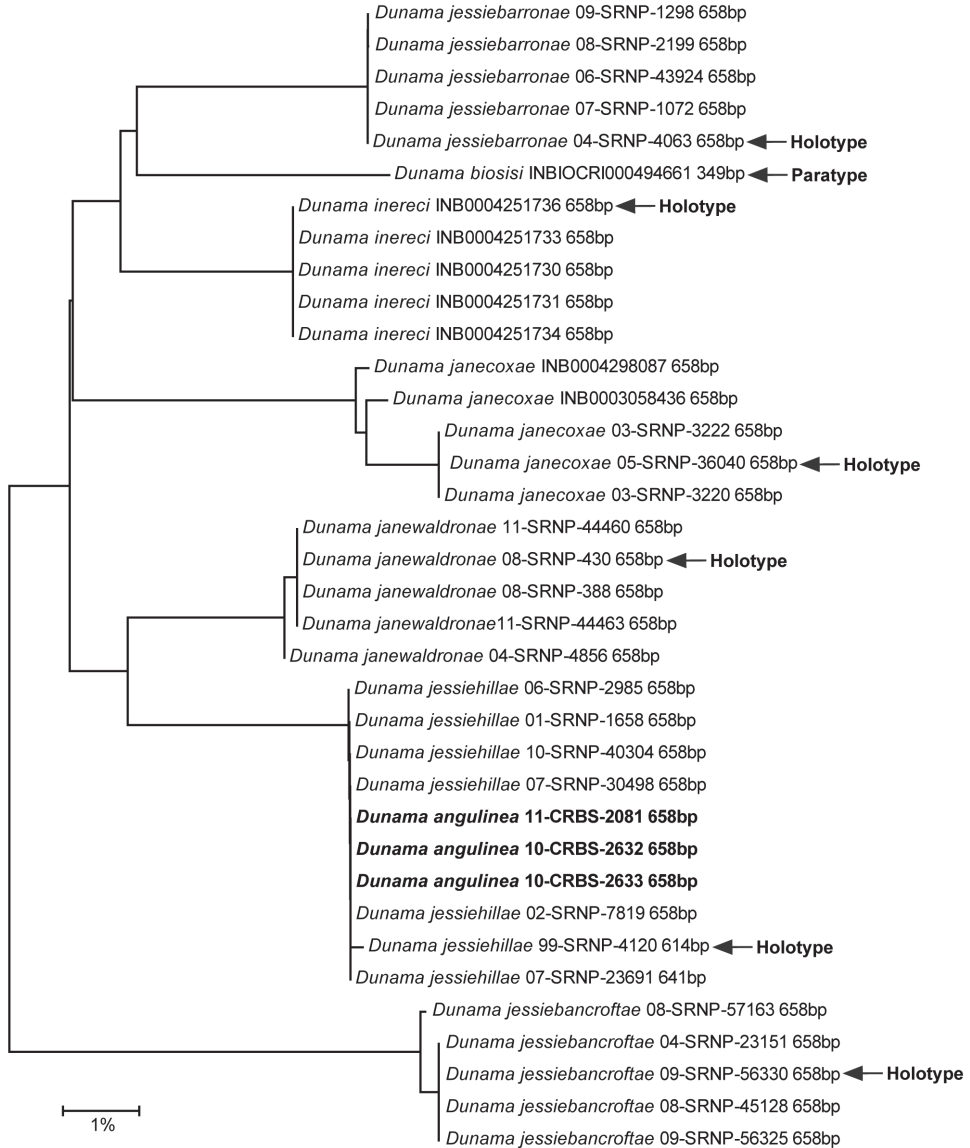 Dunama jessiebarronae 09-SRNP-1298 658bp
Dunama jessiebarronae 08-SRNP-2199 658bp
Dunama jessiebarronae 06-SRNP-43924 658bp
Dunama jessiebarronae 07-SRNP-1072 658bp
Dunama jessiebarronae 04-SRNP-4063 658bp Holotype
Dunama biosisi INBIOCRI000494661 349bp Paratype
Dunama inereci INB0004251736 658bp Holotype
Dunama inereci INB0004251733 658bp
Dunama inereci INB0004251730 658bp
Dunama inereci INB0004251731 658bp
Dunama inereci INB0004251734 658bp
Dunama janecoxae INB0004298087 658bp
Dunama janecoxae INB0003058436 658bp
Dunama janecoxae 03-SRNP-3222 658bp
Dunama janecoxae 05-SRNP-36040 658bp Holotype
Dunama janecoxae 03-SRNP-3220 658bp
Dunama janewaldronae 11-SRNP-44460 658bp
Dunama janewaldronae 08-SRNP-430 658bp Holotype
Dunama janewaldronae 08-SRNP-388 658bp
Dunama janewaldronae11-SRNP-44463 658bp
Dunama janewaldronae 04-SRNP-4856 658bp
Dunama jessiehillae 06-SRNP-2985 658bp
Dunama jessiehillae 01-SRNP-1658 658bp
Dunama jessiehillae 10-SRNP-40304 658bp
Dunama jessiehillae 07-SRNP-30498 658bp
Dunama angulinea 11-CRBS-2081 658bp
Dunama angulinea 10-CRBS-2632 658bp
Dunama angulinea 10-CRBS-2633 658bp
Dunama jessiehillae 02-SRNP-7819 658bp
Dunama jessiehillae 99-SRNP-4120 614bp Holotype
Dunama jessiehillae 07-SRNP-23691 641bp
Dunama jessiebancroftae 08-SRNP-57163 658bp
Dunama jessiebancroftae 04-SRNP-23151 658bp
Dunama jessiebancroftae 09-SRNP-56330 658bp Holotype
Dunama jessiebancroftae 08-SRNP-45128 658bp
Dunama jessiebancroftae 09-SRNP-56325 658bp
1%